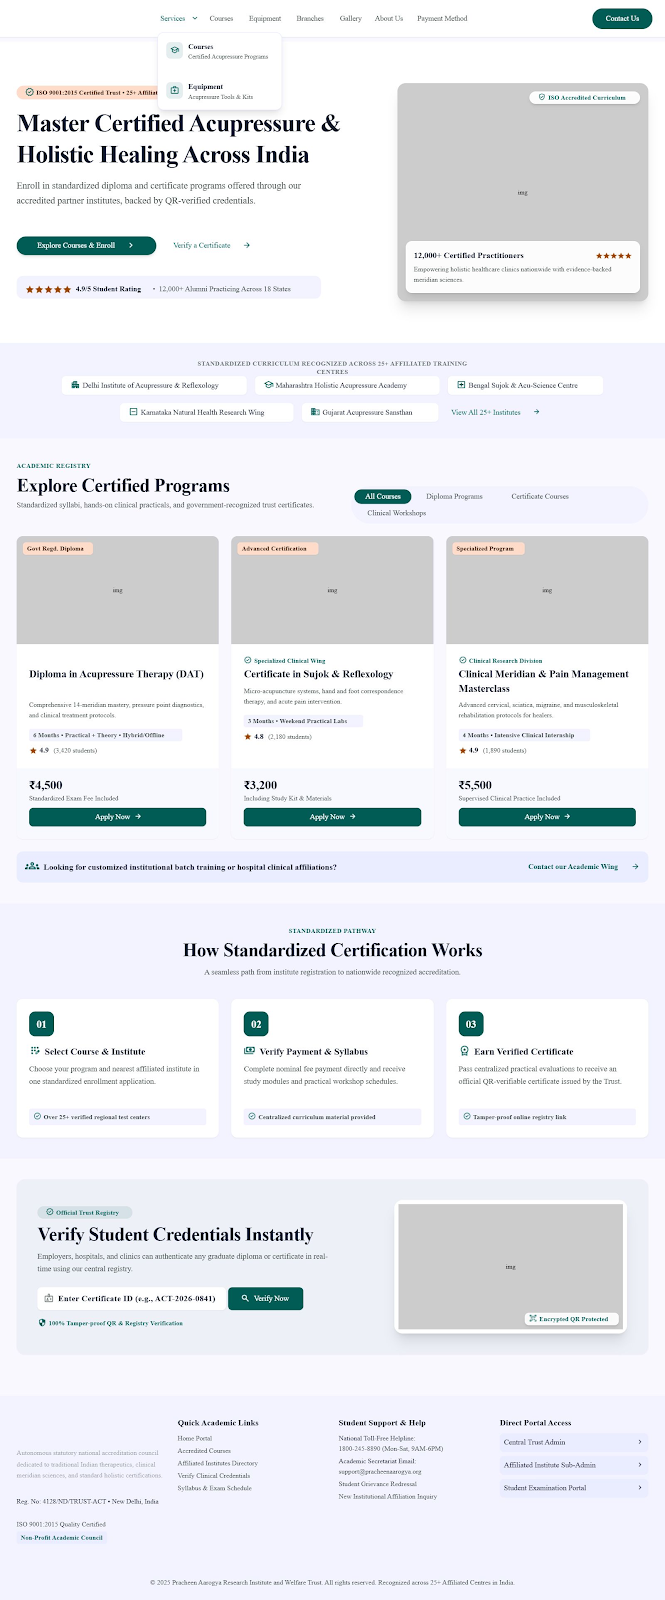 Services
Courses
Equipment
Branches
Gallery
About Us
Payment Method
Contact Us
Courses
Certified Acupressure Programs
Equipment
Acupressure Tools & Kits
ISO 9001:2015 Certified Trust • 25+ Affiliat
Master Certified Acupressure &
Holistic Healing Across India
Enroll in standardized diploma and certificate programs offered through our
accredited partner institutes, backed by QR-verified credentials.
Explore Courses & Enroll
Verify a Certificate
4.9/5 Student Rating
• 12,000+ Alumni Practicing Across 18 States
ISO Accredited Curriculum
img
12,000+ Certified Practitioners
Empowering holistic healthcare clinics nationwide with evidence-backed
meridian sciences.
STANDARDIZED CURRICULUM RECOGNIZED ACROSS 25+ AFFILIATED TRAINING
CENTRES
Delhi Institute of Acupressure & Reflexology
Maharashtra Holistic Acupressure Academy
Bengal Sujok & Acu-Science Centre
Karnataka Natural Health Research Wing
Gujarat Acupressure Sansthan
View All 25+ Institutes
ACADEMIC REGISTRY
Explore Certified Programs
Standardized syllabi, hands-on clinical practicals, and government-recognized trust certificates.
All Courses
Diploma Programs
Certificate Courses
Clinical Workshops
Govt Regd. Diploma
img
Diploma in Acupressure Therapy (DAT)
Comprehensive 14-meridian mastery, pressure point diagnostics,
and clinical treatment protocols.
6 Months • Practical + Theory • Hybrid/Offline
4.9 (3,420 students)
₹4,500
Standardized Exam Fee Included
Apply Now
Advanced Certification
img
Specialized Clinical Wing
Certificate in Sujok & Reflexology
Micro-acupuncture systems, hand and foot correspondence
therapy, and acute pain intervention.
3 Months • Weekend Practical Labs
4.8 (2,180 students)
₹3,200
Including Study Kit & Materials
Apply Now
Specialized Program
img
Clinical Research Division
Clinical Meridian & Pain Management
Masterclass
Advanced cervical, sciatica, migraine, and musculoskeletal
rehabilitation protocols for healers.
4 Months • Intensive Clinical Internship
4.9 (1,890 students)
₹5,500
Supervised Clinical Practice Included
Apply Now
Looking for customized institutional batch training or hospital clinical affiliations?
Contact our Academic Wing
STANDARDIZED PATHWAY
How Standardized Certification Works
A seamless path from institute registration to nationwide recognized accreditation.
01
Select Course & Institute
Choose your program and nearest affiliated institute in
one standardized enrollment application.
Over 25+ verified regional test centers
02
Verify Payment & Syllabus
Complete nominal fee payment directly and receive
study modules and practical workshop schedules.
Centralized curriculum material provided
03
Earn Verified Certificate
Pass centralized practical evaluations to receive an
official QR-verifiable certificate issued by the Trust.
Tamper-proof online registry link
Official Trust Registry
Verify Student Credentials Instantly
Employers, hospitals, and clinics can authenticate any graduate diploma or certificate in real-
time using our central registry.
Enter Certificate ID (e.g., ACT-2026-0841)
Verify Now
100% Tamper-proof QR & Registry Verification
img
Encrypted QR Protected
Autonomous statutory national accreditation council
dedicated to traditional Indian therapeutics, clinical
meridian sciences, and standard holistic certifications.
Reg. No: 4128/ND/TRUST-ACT • New Delhi, India
ISO 9001:2015 Quality Certified
Non-Profit Academic Council
Quick Academic Links
Home Portal
Accredited Courses
Affiliated Institutes Directory
Verify Clinical Credentials
Syllabus & Exam Schedule
Student Support & Help
National Toll-Free Helpline:
1800-245-8890 (Mon-Sat, 9AM-6PM)
Academic Secretariat Email:
support@pracheenaarogya.org
Student Grievance Redressal
New Institutional Affiliation Inquiry
Direct Portal Access
Central Trust Admin
Affiliated Institute Sub-Admin
Student Examination Portal
© 2025 Pracheen Aarogya Research Institute and Welfare Trust. All rights reserved. Recognized across 25+ Affiliated Centres in India.